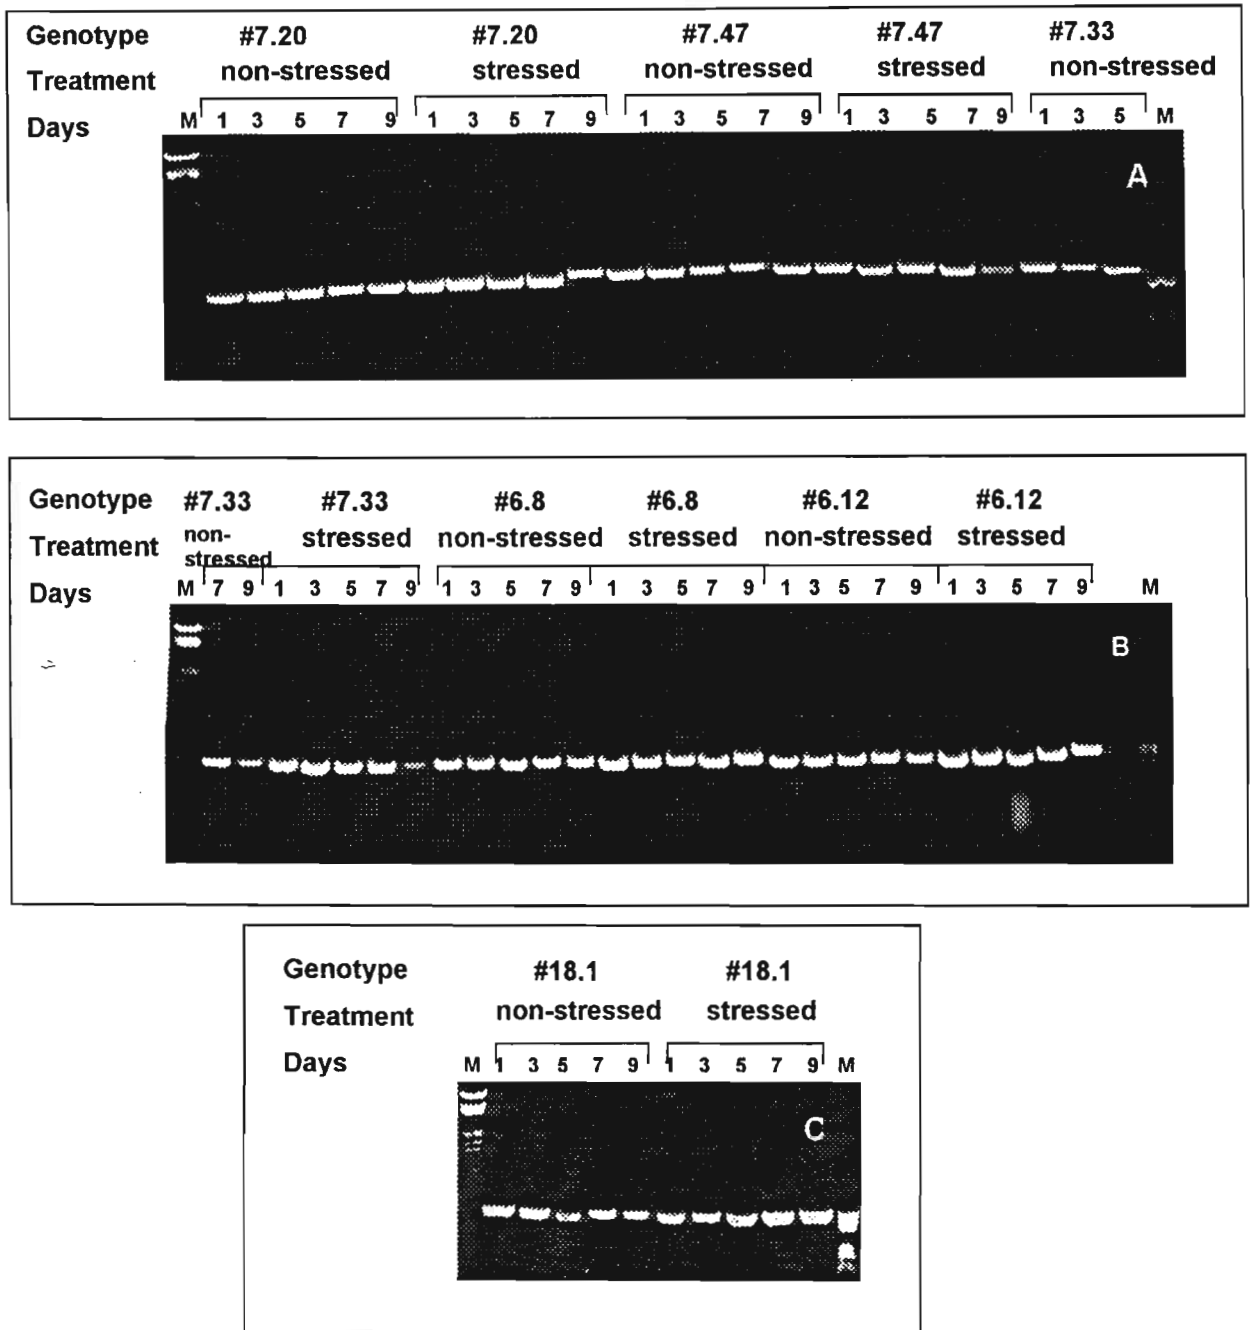 Genotype #7.20 #7.20 #7.47 #7.47 #7.33
Treatment non-stressed stressed non-stressed stressed non-stressed
Days M 1 3 5 7 9 1 3 5 7 9 1 3 5 7 9 1 3 5 7 9 1 3 5 M
A
Genotype #7.33 #7.33 #6.8 #6.8 #6.12 #6.12
Treatment non-stressed stressed non-stressed stressed non-stressed stressed
Days M 7 9 1 3 5 7 9 1 3 5 7 9 1 3 5 7 9 1 3 5 7 9 1 3 5 7 9 M
B
Genotype #18.1 #18.1
Treatment non-stressed stressed
Days M 1 3 5 7 9 1 3 5 7 9 M
C